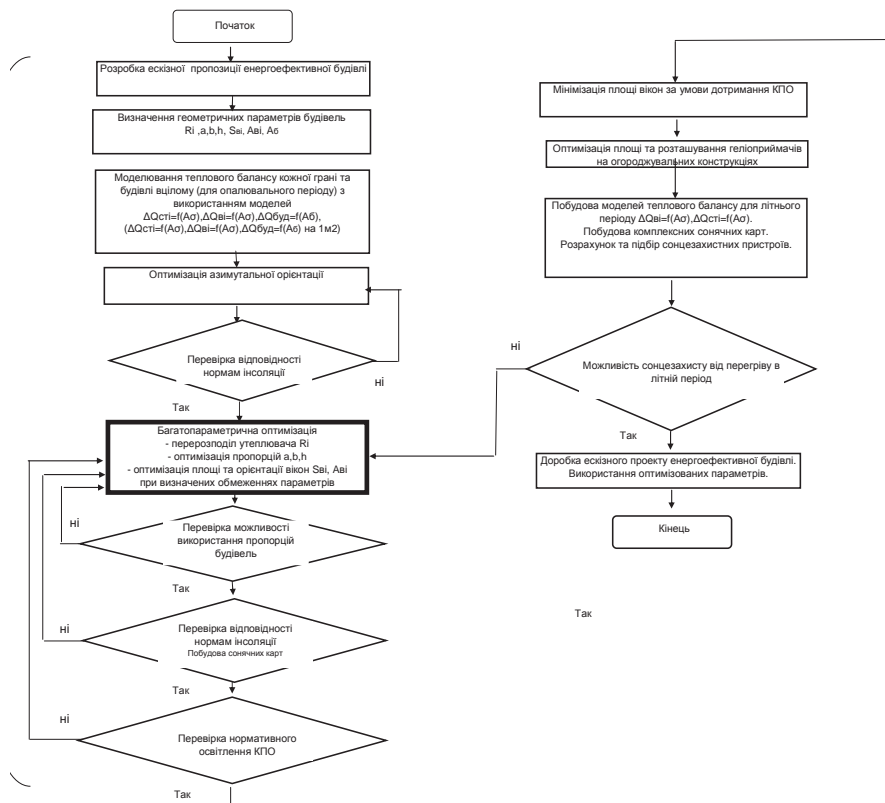 Початок
Розробка ескізної пропозиції енергоефективної будівлі
Визначення геометричних параметрів будівель
Ri ,a,b,h, Sві, Aві, Aб
Моделювання теплового балансу кожної грані та
будівлі вцілому (для опалювального періоду) з
використанням моделей
ΔQсті=f(Aσ),ΔQві=f(Aσ),ΔQбуд=f(Aб),
(ΔQсті=f(Aσ),ΔQві=f(Aσ),ΔQбуд=f(Aб) на 1м2)
Оптимізація азимутальної орієнтації
Перевірка відповідності
нормам інсоляції
ні
Так
Багатопараметрична оптимізація
- перерозподіл утеплювача Ri
- оптимізація пропорцій a,b,h
- оптимізація площі та орієнтації вікон Sві, Aві
при визначених обмеженнях параметрів
ні
Перевірка можливості
використання пропорцій
будівель
Так
ні
Перевірка відповідності
нормам інсоляції
Побудова сонячних карт
Так
ні
Перевірка нормативного
освітлення КПО
Так
Мінімізація площі вікон за умови дотримання КПО
Оптимізація площі та розташування геліоприймачів
на огороджувальних конструкціях
Побудова моделей теплового балансу для літнього
періоду ΔQві=f(Aσ),ΔQсті=f(Aσ).
Побудова комплексних сонячних карт.
Розрахунок та підбір сонцезахистних пристроїв.
ні
Можливість сонцезахисту від перегріву в
літній період
Так
Доробка ескізного проекту енергоефективної будівлі.
Використання оптимізованих параметрів.
Кінець
Так